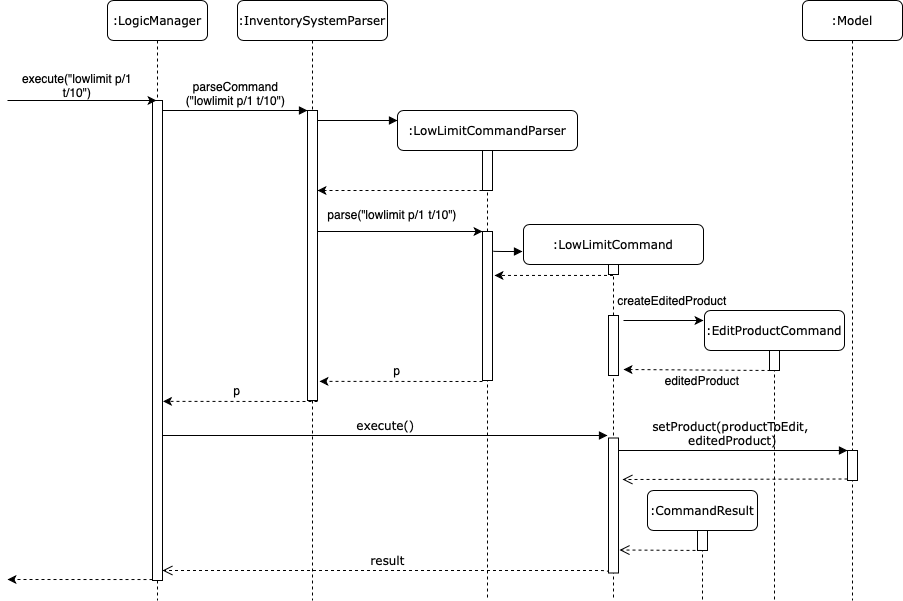 :LogicManager
:InventorySystemParser
:Model
execute("lowlimit p/1
t/10")
parseCommand
("lowlimit p/1 t/10")
:LowLimitCommandParser
parse("lowlimit p/1 t/10")
:LowLimitCommand
createEditedProduct
:EditProductCommand
p
editedProduct
p
execute()
setProduct(productToEdit,
editedProduct)
:CommandResult
result